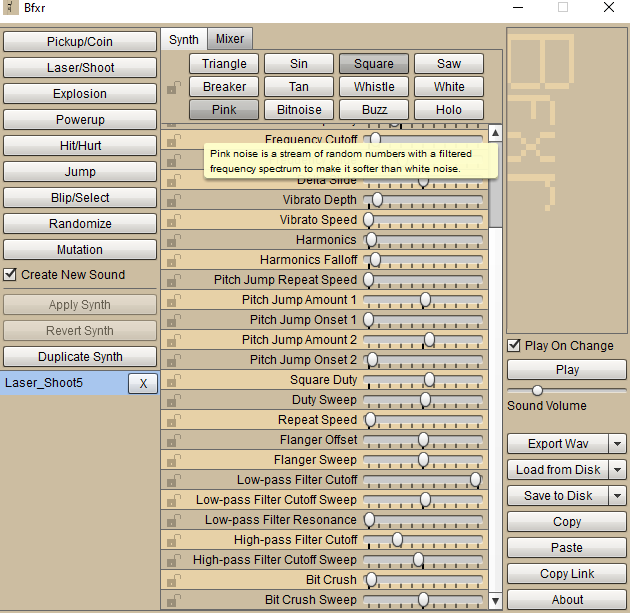 Bfxr
Pickup/Coin
Laser/Shoot
Explosion
Powerup
Hit/Hurt
Jump
Blip/Select
Randomize
Mutation
Create New Sound
Apply Synth
Revert Synth
Duplicate Synth
Laser_Shoot5 X
Synth Mixer
Triangle Sin Square Saw
Breaker Tan Whistle White
Pink Bitnoise Buzz Holo
Frequency Cutoff
Pink noise is a stream of random numbers with a filtered
frequency spectrum to make it softer than white noise.
Delta Slide
Vibrato Depth
Vibrato Speed
Harmonics
Harmonics Falloff
Pitch Jump Repeat Speed
Pitch Jump Amount 1
Pitch Jump Onset 1
Pitch Jump Amount 2
Pitch Jump Onset 2
Square Duty
Duty Sweep
Repeat Speed
Flanger Offset
Flanger Sweep
Low-pass Filter Cutoff
Low-pass Filter Cutoff Sweep
Low-pass Filter Resonance
High-pass Filter Cutoff
High-pass Filter Cutoff Sweep
Bit Crush
Bit Crush Sweep
Bfxr
Play On Change
Play
Sound Volume
Export Wav
Load from Disk
Save to Disk
Copy
Paste
Copy Link
About